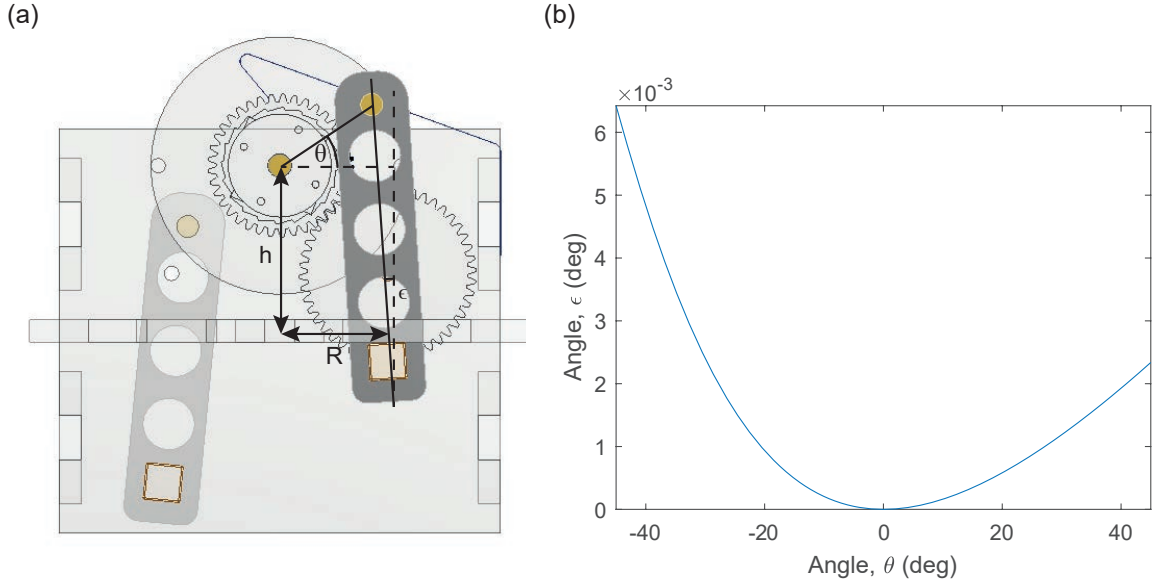 (a)
θ
h
ϵ
R
(b)
×10⁻³
6
5
4
3
2
1
0
Angle, ϵ (deg)
-40 -20 0 20 40
Angle, θ (deg)